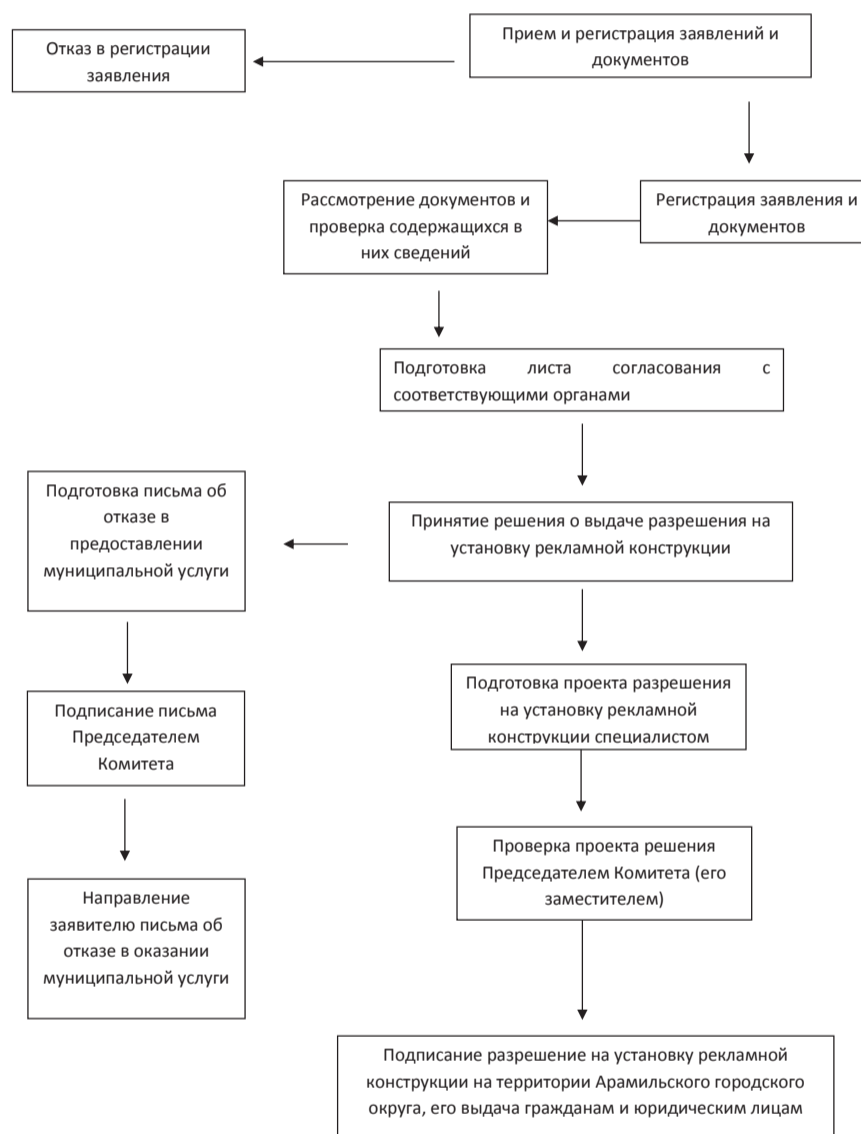 Отказ в регистрации
заявления
Прием и регистрация заявлений и
документов
Рассмотрение документов и
проверка содержащихся в
них сведений
Регистрация заявления и
документов
Подготовка листа согласования с
соответствующими органами
Подготовка письма об
отказе в
предоставлении
муниципальной услуги
Принятие решения о выдаче разрешения на
установку рекламной конструкции
Подписание письма
Председателем
Комитета
Подготовка проекта разрешения
на установку рекламной
конструкции специалистом
Проверка проекта решения
Председателем Комитета (его
заместителем)
Направление
заявителю письма об
отказе в оказании
муниципальной услуги
Подписание разрешение на установку рекламной
конструкции на территории Арамильского городского
округа, его выдача гражданам и юридическим лицам